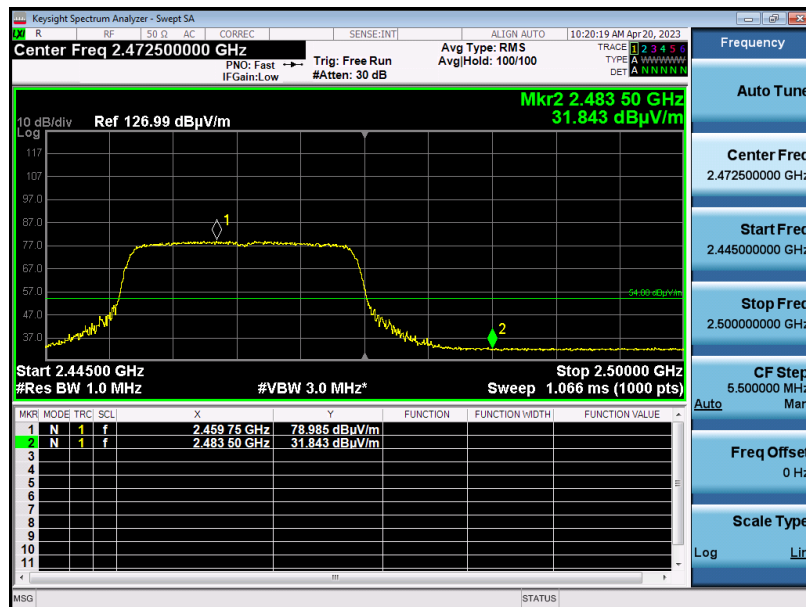 Keysight Spectrum Analyzer - Swept SA
LXI R RF 50 Ω AC CORREC SENSE:INT ALIGN AUTO 10:20:19 AM Apr 20, 2023
Center Freq 2.472500000 GHz
PNO: Fast
IFGain:Low
Trig: Free Run
#Atten: 30 dB
Avg Type: RMS
Avg|Hold: 100/100
TRACE 1 2 3 4 5 6
TYPE A WWWWW
DET A N N N N N
Mkr2 2.483 50 GHz
31.843 dBµV/m
10 dB/div Ref 126.99 dBµV/m
Log
117
107
97.0
87.0
77.0
67.0
57.0
47.0
37.0
1
54.00 dBµV/m
2
Start 2.44500 GHz Stop 2.50000 GHz
#Res BW 1.0 MHz #VBW 3.0 MHz* Sweep 1.066 ms (1000 pts)
MKR MODE TRC SCL X Y FUNCTION FUNCTION WIDTH FUNCTION VALUE
1 N 1 f 2.459 75 GHz 78.985 dBµV/m
2 N 1 f 2.483 50 GHz 31.843 dBµV/m
3
4
5
6
7
8
9
10
11
MSG STATUS
Frequency
Auto Tune
Center Freq
2.472500000 GHz
Start Freq
2.445000000 GHz
Stop Freq
2.500000000 GHz
CF Step
5.500000 MHz
Auto Man
Freq Offset
0 Hz
Scale Type
Log Lin